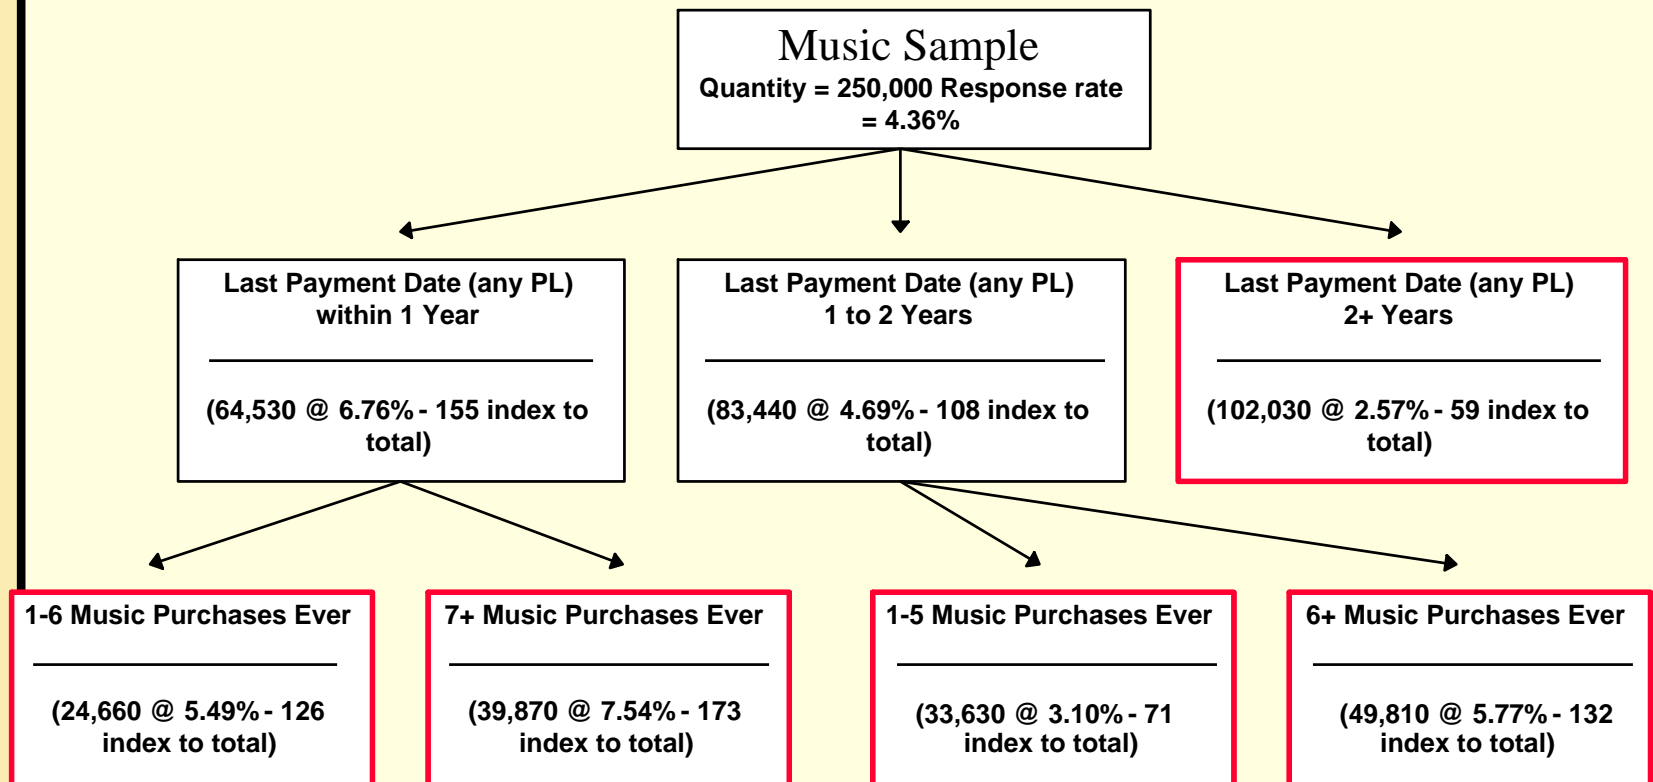 Music Sample
Quantity = 250,000 Response rate
= 4.36%
Last Payment Date (any PL)
within 1 Year
(64,530 @ 6.76% - 155 index to
total)
Last Payment Date (any PL)
1 to 2 Years
(83,440 @ 4.69% - 108 index to
total)
Last Payment Date (any PL)
2+ Years
(102,030 @ 2.57% - 59 index to
total)
1-6 Music Purchases Ever
(24,660 @ 5.49% - 126
index to total)
7+ Music Purchases Ever
(39,870 @ 7.54% - 173
index to total)
1-5 Music Purchases Ever
(33,630 @ 3.10% - 71
index to total)
6+ Music Purchases Ever
(49,810 @ 5.77% - 132
index to total)